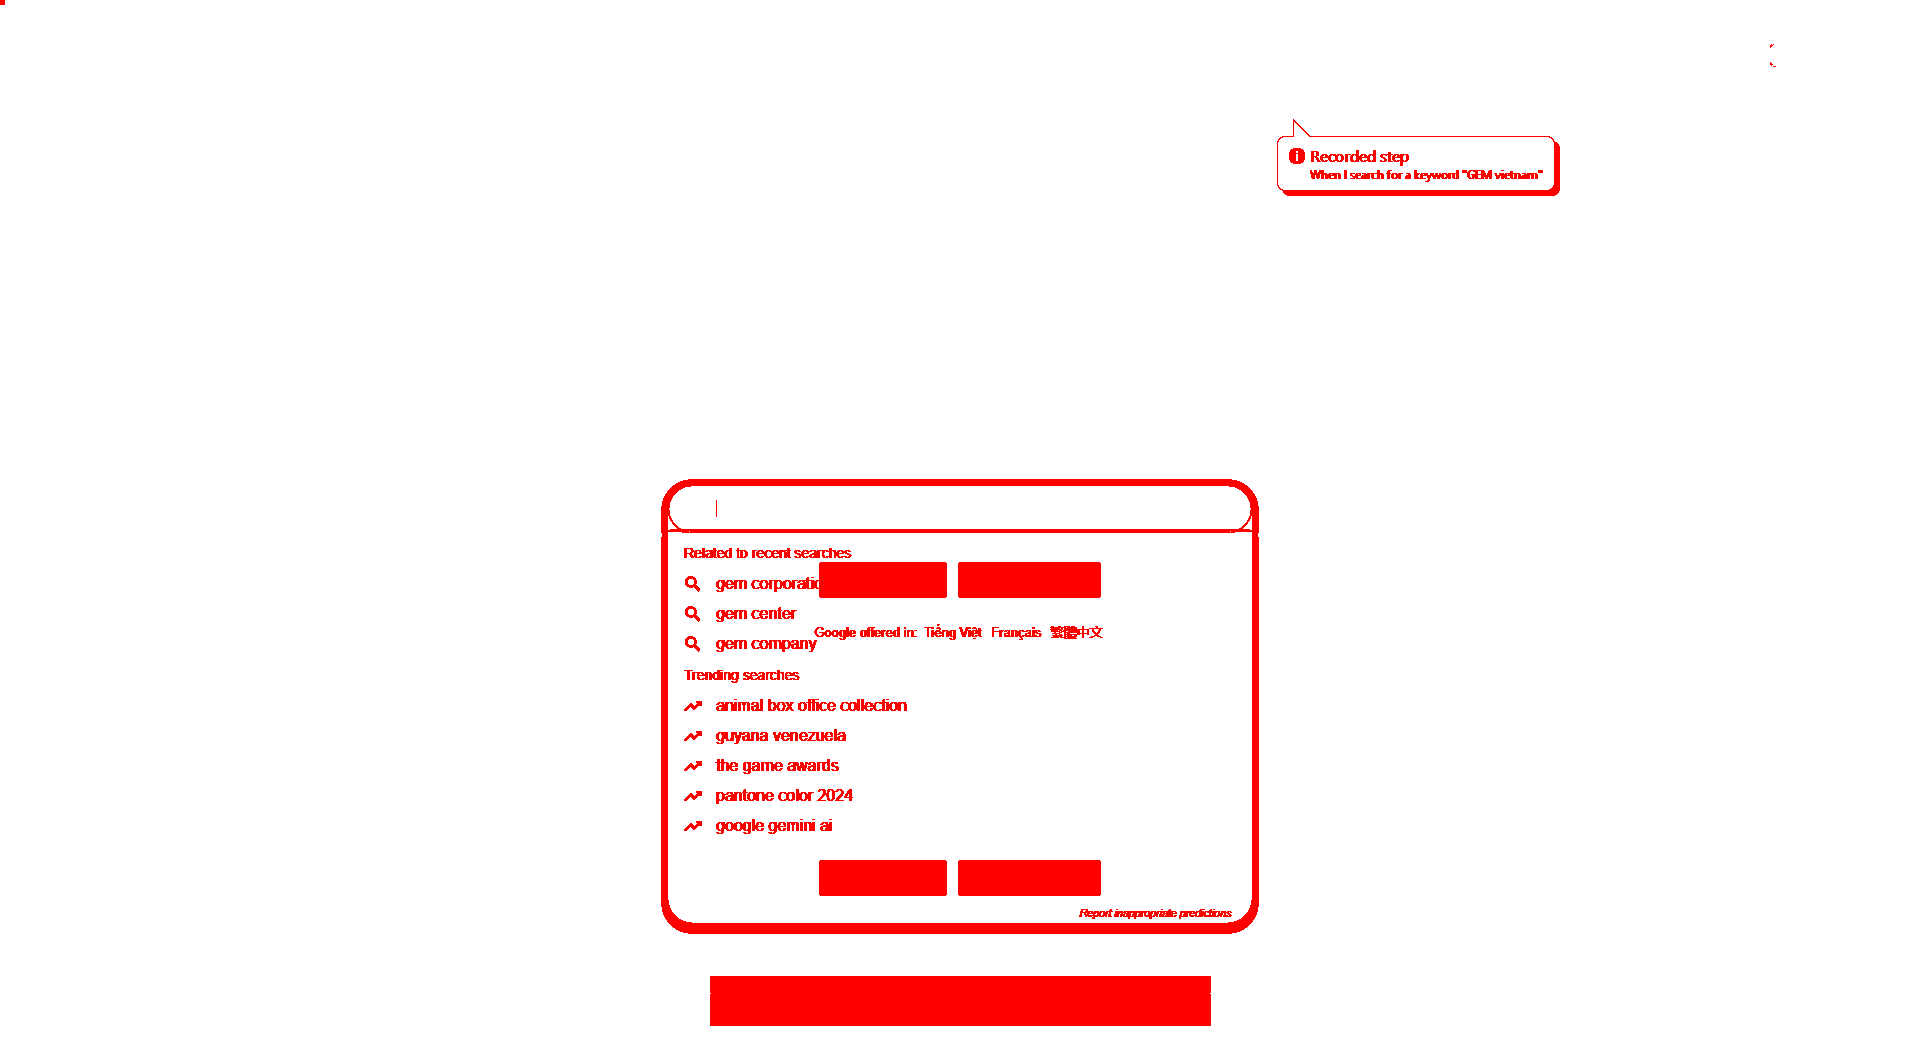 Recorded step
When I search for a keyword "GEM vietnam"
Related to recent searches
gem corporatio
gem center
Google offered in: Tiếng Việt Français 繁體中文
gem company
Trending searches
animal box office collection
guyana venezuela
the game awards
pantone color 2024
google gemini ai
Report inappropriate predictions